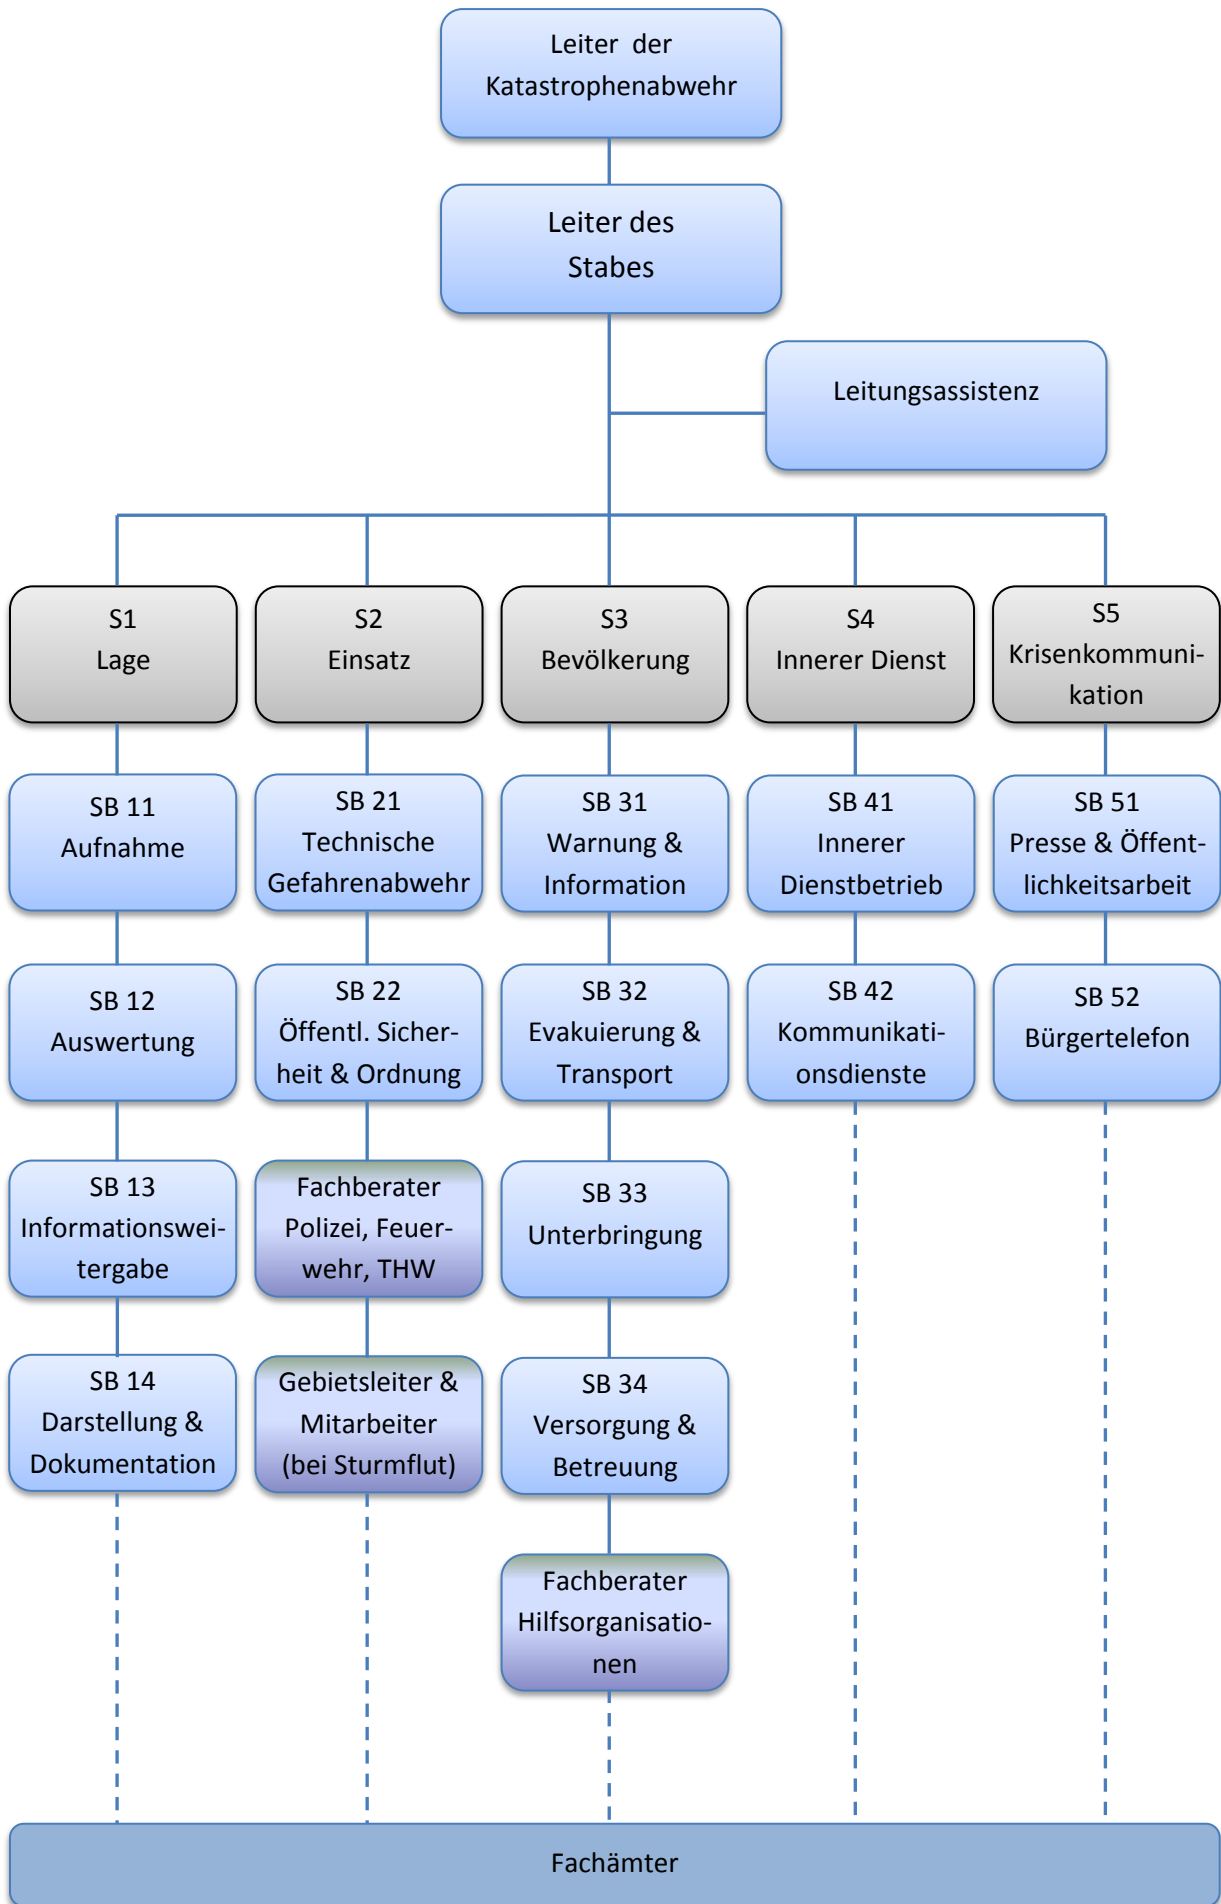 Leiter der
Katastrophenabwehr
Leiter des
Stabes
Leitungsassistenz
S1
Lage
S2
Einsatz
S3
Bevölkerung
S4
Innerer Dienst
S5
Krisenkommuni-
kation
SB 11
Aufnahme
SB 21
Technische
Gefahrenabwehr
SB 31
Warnung &
Information
SB 41
Innerer
Dienstbetrieb
SB 51
Presse & Öffent-
lichkeitsarbeit
SB 12
Auswertung
SB 22
Öffentl. Sicher-
heit & Ordnung
SB 32
Evakuierung &
Transport
SB 42
Kommunikati-
onsdienste
SB 52
Bürgertelefon
SB 13
Informationswei-
tergabe
Fachberater
Polizei, Feuer-
wehr, THW
SB 33
Unterbringung
SB 14
Darstellung &
Dokumentation
Gebietsleiter &
Mitarbeiter
(bei Sturmflut)
SB 34
Versorgung &
Betreuung
Fachberater
Hilfsorganisatio-
nen
Fachämter